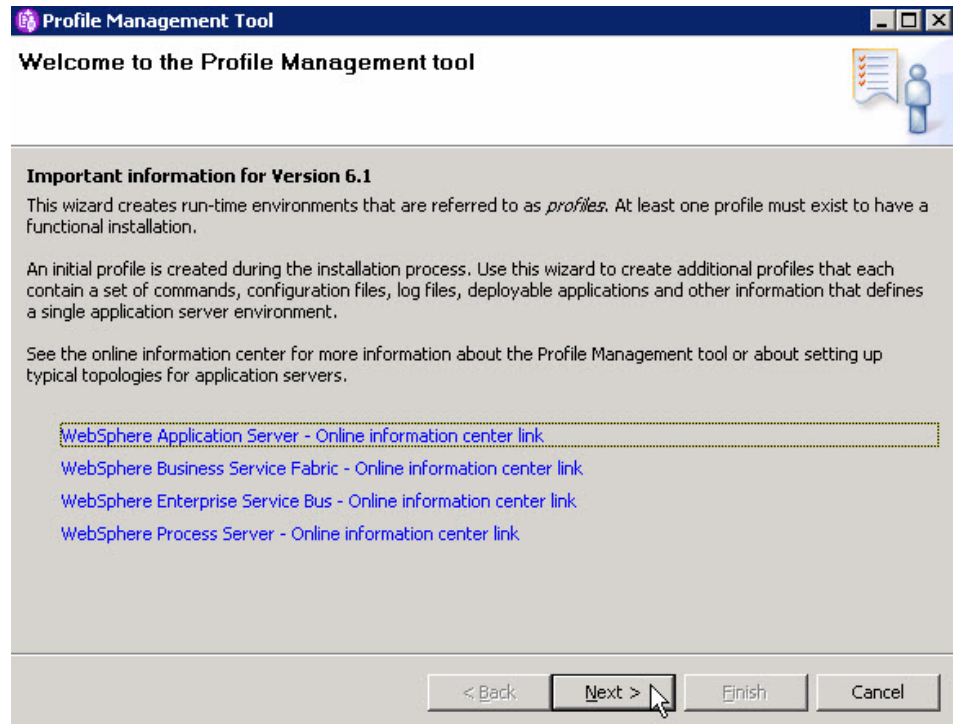 Profile Management Tool
Welcome to the Profile Management tool
Important information for Version 6.1
This wizard creates run-time environments that are referred to as profiles. At least one profile must exist to have a
functional installation.
An initial profile is created during the installation process. Use this wizard to create additional profiles that each
contain a set of commands, configuration files, log files, deployable applications and other information that defines
a single application server environment.
See the online information center for more information about the Profile Management tool or about setting up
typical topologies for application servers.
WebSphere Application Server - Online information center link
WebSphere Business Service Fabric - Online information center link
WebSphere Enterprise Service Bus - Online information center link
WebSphere Process Server - Online information center link
< Back Next > Finish Cancel